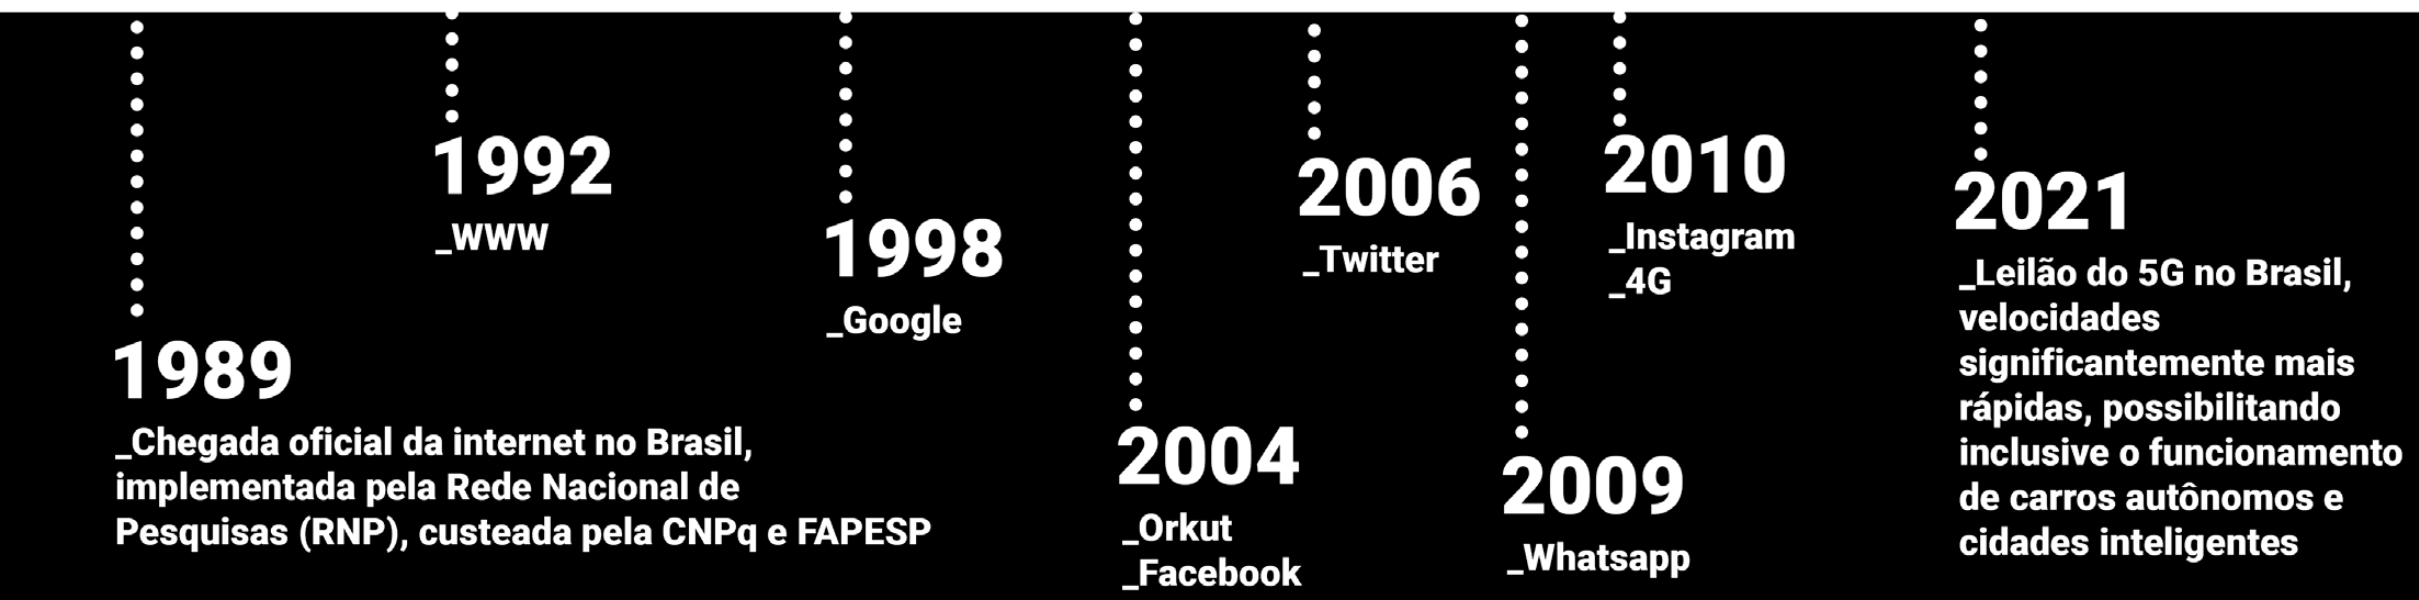 1989
_Chegada oficial da internet no Brasil,
implementada pela Rede Nacional de
Pesquisas (RNP), custeada pela CNPq e FAPESP
1992
_WWW
1998
_Google
2004
_Orkut
_Facebook
2006
_Twitter
2009
_Whatsapp
2010
_Instagram
_4G
2021
_Leilão do 5G no Brasil,
velocidades
significantemente mais
rápidas, possibilitando
inclusive o funcionamento
de carros autônomos e
cidades inteligentes